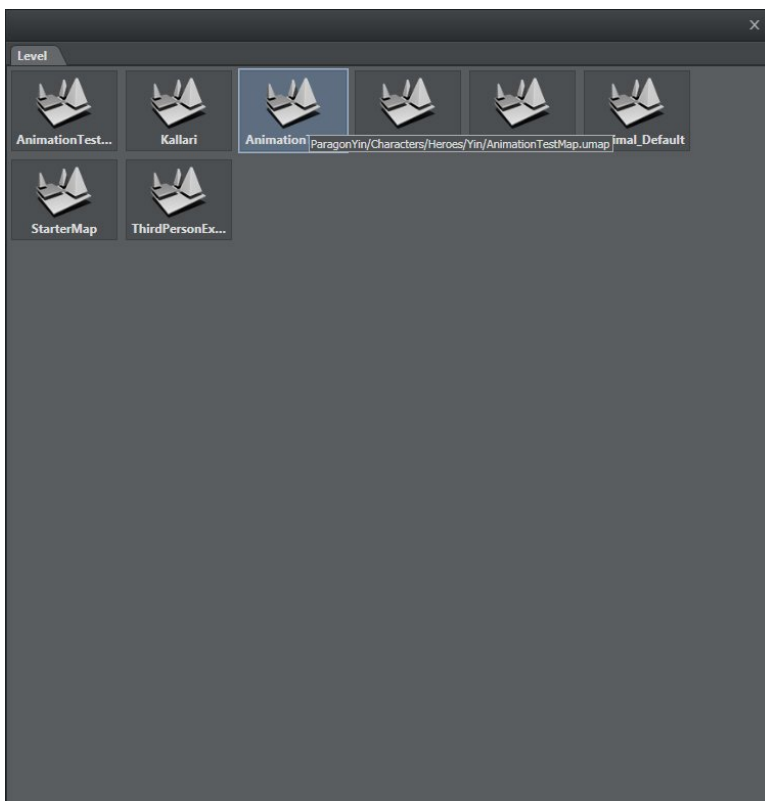 Level
AnimationTest...
Kallari
Animation
ParagonYin/Characters/Heroes/Yin/AnimationTestMap.umap
imal_Default
StarterMap
ThirdPersonEx...